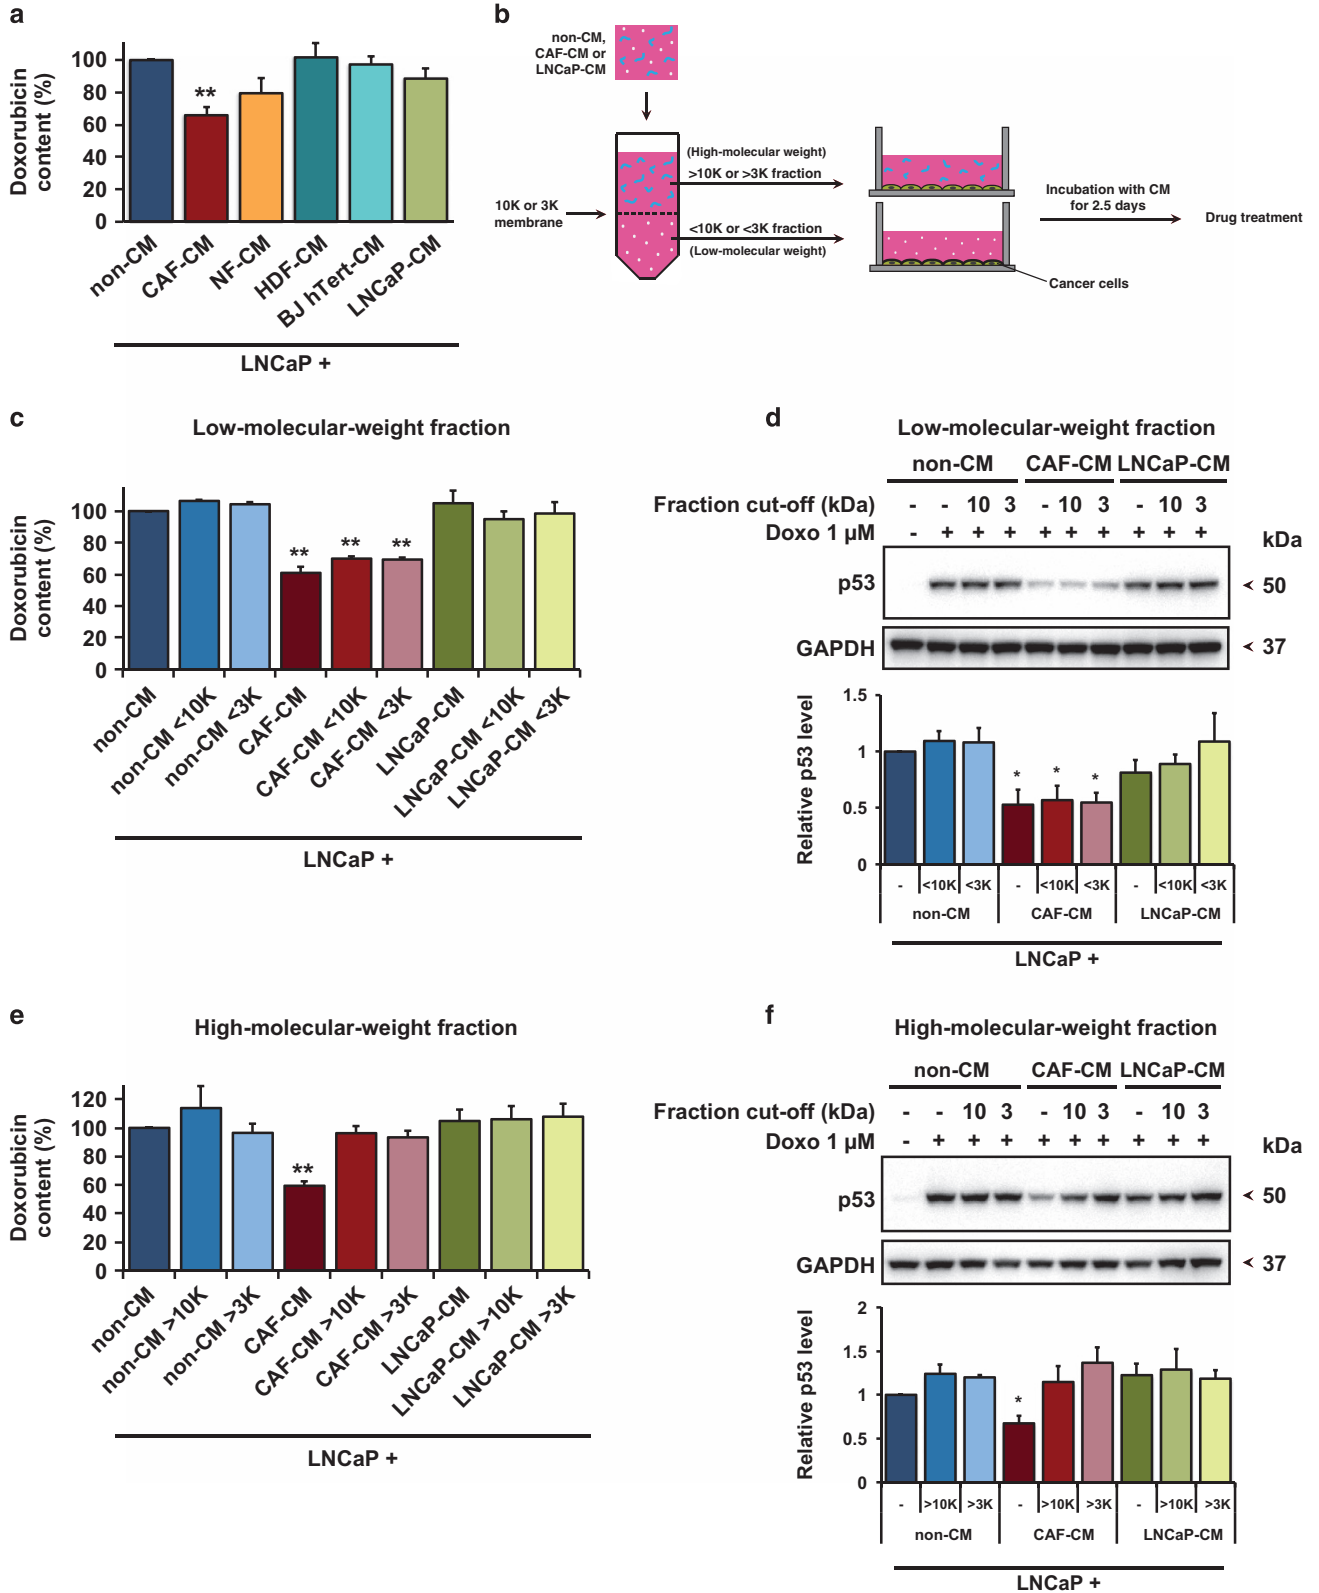 a
Doxorubicin
content (%)
100
80
60
40
20
0
**
non-CM
CAF-CM
NF-CM
HDF-CM
BJ hTert-CM
LNCaP-CM
LNCaP +
b
non-CM,
CAF-CM or
LNCaP-CM
10K or 3K
membrane
(High-molecular weight)
>10K or >3K fraction
<10K or <3K fraction
(Low-molecular weight)
Incubation with CM
for 2.5 days
Drug treatment
Cancer cells
c
Low-molecular-weight fraction
Doxorubicin
content (%)
100
80
60
40
20
0
** ** **
non-CM
non-CM <10K
non-CM <3K
CAF-CM
CAF-CM <10K
CAF-CM <3K
LNCaP-CM
LNCaP-CM <10K
LNCaP-CM <3K
LNCaP +
d
Low-molecular-weight fraction
non-CM CAF-CM LNCaP-CM
Fraction cut-off (kDa) - - 10 3 - 10 3 - 10 3
Doxo 1 µM - + + + + + + + + +
kDa
p53 50
GAPDH 37
Relative p53 level
1.5
1
0.5
0
* * *
- <10K <3K - <10K <3K - <10K <3K
non-CM CAF-CM LNCaP-CM
LNCaP +
e
High-molecular-weight fraction
Doxorubicin
content (%)
120
100
80
60
40
20
0
**
non-CM
non-CM >10K
non-CM >3K
CAF-CM
CAF-CM >10K
CAF-CM >3K
LNCaP-CM
LNCaP-CM >10K
LNCaP-CM >3K
LNCaP +
f
High-molecular-weight fraction
non-CM CAF-CM LNCaP-CM
Fraction cut-off (kDa) - - 10 3 - 10 3 - 10 3
Doxo 1 µM - + + + + + + + + +
kDa
p53 50
GAPDH 37
Relative p53 level
2
1.5
1
0.5
0
*
- >10K >3K - >10K >3K - >10K >3K
non-CM CAF-CM LNCaP-CM
LNCaP +